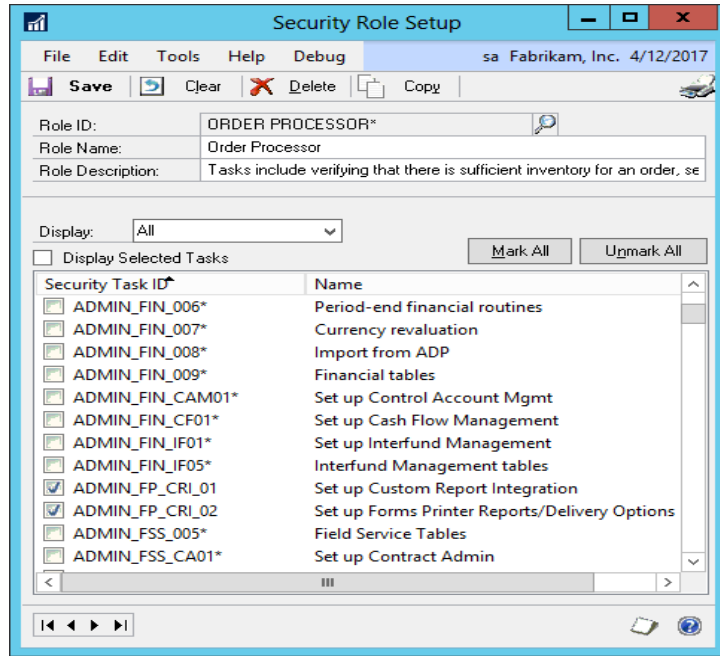 Security Role Setup
File Edit Tools Help Debug sa Fabrikam, Inc. 4/12/2017
Save Clear Delete Copy
Role ID: ORDER PROCESSOR*
Role Name: Order Processor
Role Description: Tasks include verifying that there is sufficient inventory for an order, se
Display: All
Display Selected Tasks Mark All Unmark All
Security Task ID Name
ADMIN_FIN_006* Period-end financial routines
ADMIN_FIN_007* Currency revaluation
ADMIN_FIN_008* Import from ADP
ADMIN_FIN_009* Financial tables
ADMIN_FIN_CAM01* Set up Control Account Mgmt
ADMIN_FIN_CF01* Set up Cash Flow Management
ADMIN_FIN_IF01* Set up Interfund Management
ADMIN_FIN_IF05* Interfund Management tables
ADMIN_FP_CRI_01 Set up Custom Report Integration
ADMIN_FP_CRI_02 Set up Forms Printer Reports/Delivery Options
ADMIN_FSS_005* Field Service Tables
ADMIN_FSS_CA01* Set up Contract Admin